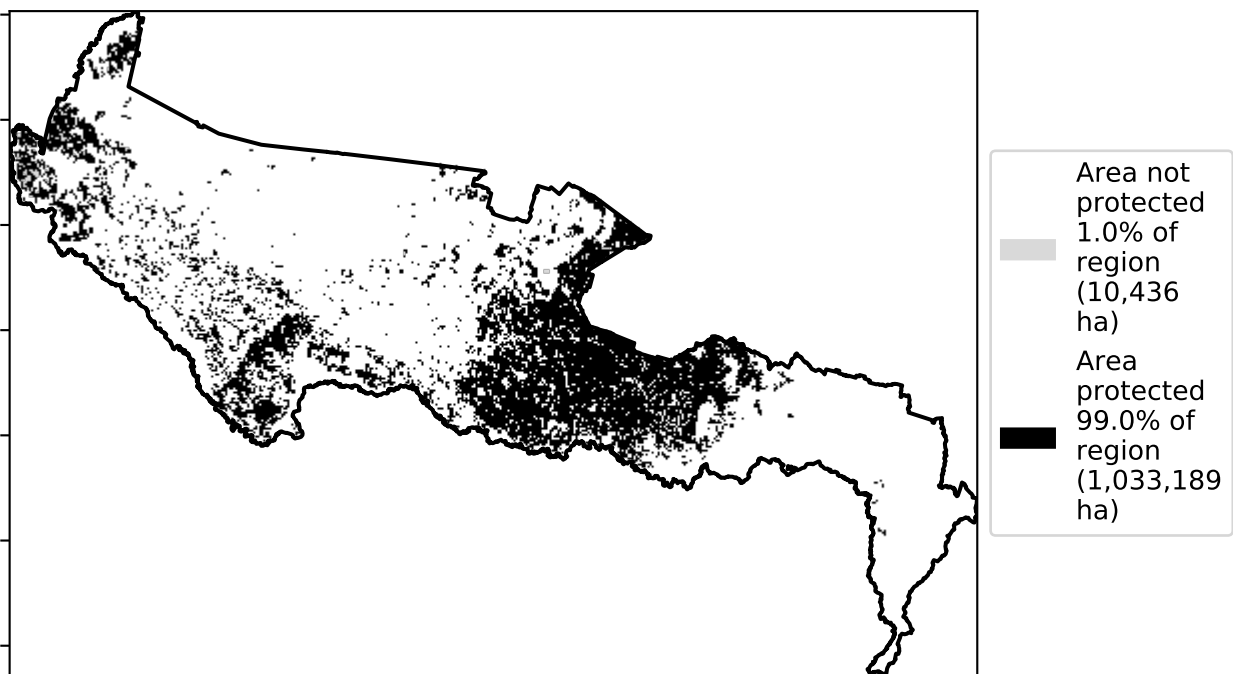 Area not
protected
1.0% of
region
(10,436
ha)
Area
protected
99.0% of
region
(1,033,189
ha)